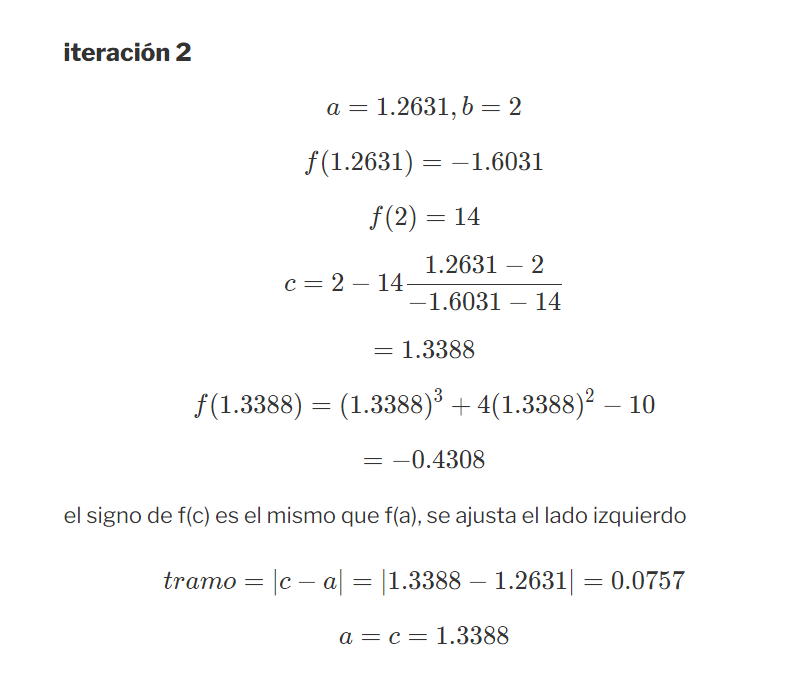 iteración 2
a = 1.2631, b = 2
f(1.2631) = −1.6031
f(2) = 14
c = 2 − 14 \frac{1.2631 − 2}{−1.6031 − 14}
= 1.3388
f(1.3388) = (1.3388)^3 + 4(1.3388)^2 − 10
= −0.4308
el signo de f(c) es el mismo que f(a), se ajusta el lado izquierdo
tramo = |c − a| = |1.3388 − 1.2631| = 0.0757
a = c = 1.3388